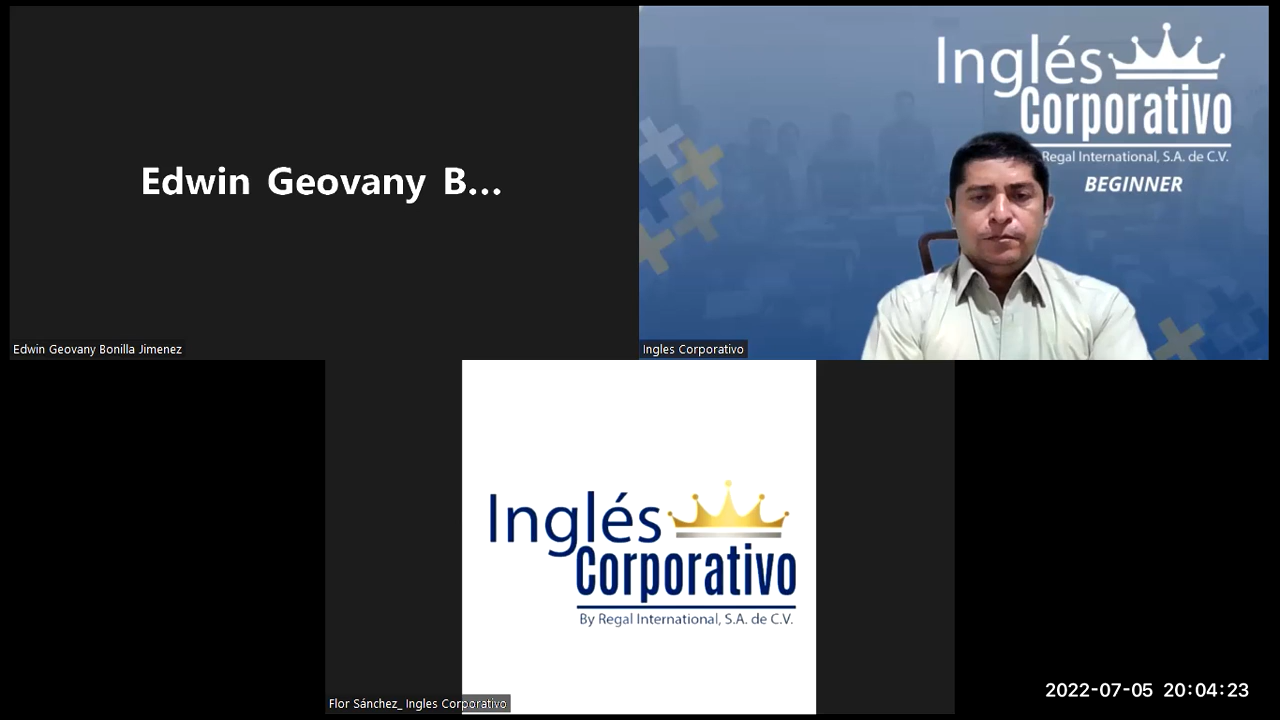 Edwin Geovany B...
Edwin Geovany Bonilla Jimenez
Inglés
Corporativo
Regal International, S.A. de C.V.
BEGINNER
Ingles Corporativo
Inglés
Corporativo
By Regal International, S.A. de C.V.
Flor Sánchez_ Ingles Corporativo
2022-07-05 20:04:23